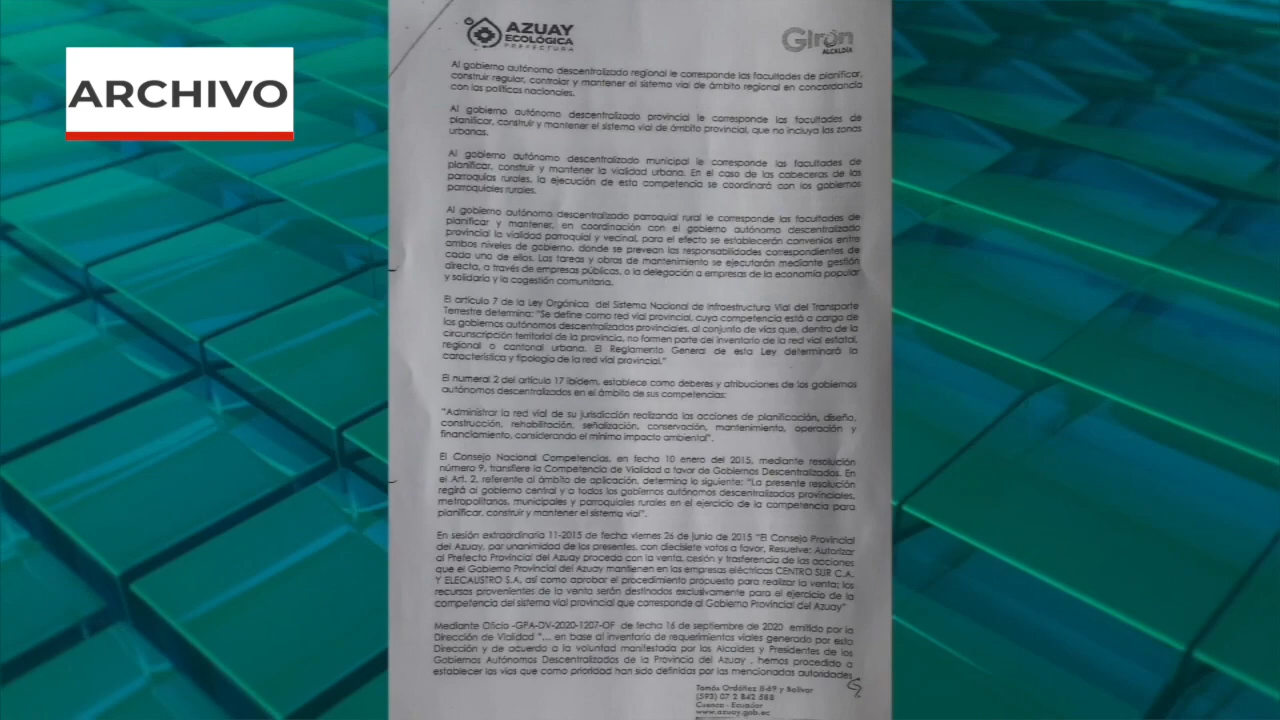 ARCHIVO
AZUAY
ECOLÓGICA
PREFECTURA
Girón
ALCALDÍA
Al gobierno autónomo descentralizado regional le corresponde las facultades de planificar,
construir regular, controlar y mantener el sistema vial de ámbito regional en concordancia
con las políticas nacionales.
Al gobierno autónomo descentralizado provincial le corresponde las facultades de
planificar, construir y mantener el sistema vial de ámbito provincial, que no incluya las zonas
urbanas.
Al gobierno autónomo descentralizado municipal le corresponde las facultades de
planificar, construir y mantener la vialidad urbana. En el caso de las cabeceras de las
parroquias rurales, la ejecución de esta competencia se coordinará con los gobiernos
parroquiales rurales.
Al gobierno autónomo descentralizado parroquial rural le corresponde las facultades de
planificar y mantener, en coordinación con el gobierno autónomo descentralizado
provincial la vialidad parroquial y vecinal, para el efecto se establecerán convenios entre
ambos niveles de gobierno, donde se prevean las responsabilidades correspondientes de
cada uno de ellos. Las tareas y obras de mantenimiento se ejecutarán mediante gestión
directa, a través de empresas públicas, o la delegación a empresas de la economía popular
y solidaria y la cogestión comunitaria.
El artículo 7 de la Ley Orgánica del Sistema Nacional de Infraestructura Vial del Transporte
Terrestre determina: "Se define como red vial provincial, cuya competencia está a cargo de
los gobiernos autónomos descentralizados provinciales, al conjunto de vías que, dentro de la
circunscripción territorial de la provincia, no formen parte del inventario de la red vial estatal,
regional o cantonal urbana. El Reglamento General de esta Ley determinará la
característica y tipología de la red vial provincial."
El numeral 2 del artículo 17 ibídem, establece como deberes y atribuciones de los gobiernos
autónomos descentralizados en el ámbito de sus competencias:
"Administrar la red vial de su jurisdicción realizando las acciones de planificación, diseño,
construcción, rehabilitación, señalización, conservación, mantenimiento, operación y
financiamiento, considerando el mínimo impacto ambiental".
El Consejo Nacional Competencias, en fecha 10 enero del 2015, mediante resolución
número 9, transfiere la Competencia de Vialidad a favor de Gobiernos Descentralizados. En
el Art. 2, referente al ámbito de aplicación, determina lo siguiente: "La presente resolución
regirá al gobierno central y a todos los gobiernos autónomos descentralizados provinciales,
metropolitanos, municipales y parroquiales rurales en el ejercicio de la competencia para
planificar, construir y mantener el sistema vial".
En sesión extraordinaria 11-2015 de fecha viernes 26 de junio de 2015 "El Consejo Provincial
del Azuay, por unanimidad de los presentes, con diecisiete votos a favor, Resuelve: Autorizar
al Prefecto Provincial del Azuay proceda con la venta, cesión y trasferencia de las acciones
que el Gobierno Provincial del Azuay mantienen en las empresas eléctricas CENTRO SUR C.A.
Y ELECAUSTRO S.A, así como aprobar el procedimiento propuesto para realizar la venta; los
recursos provenientes de la venta serán destinados exclusivamente para el ejercicio de la
competencia del sistema vial provincial que corresponde al Gobierno Provincial del Azuay"
Mediante Oficio -GPA-DV-2020-1207-OF de fecha 16 de septiembre de 2020 emitido por la
Dirección de Vialidad "... en base al inventario de requerimientos viales generado por esta
Dirección y de acuerdo a la voluntad manifestada por los Alcaldes y Presidentes de los
Gobiernos Autónomos Descentralizados de la Provincia del Azuay , hemos procedido a
establecer las vías que como prioridad han sido definidas por las mencionadas autoridades
Tomás Ordóñez 8-69 y Bolívar
(593) 07 2 842 588
Cuenca - Ecuador
www.azuay.gob.ec